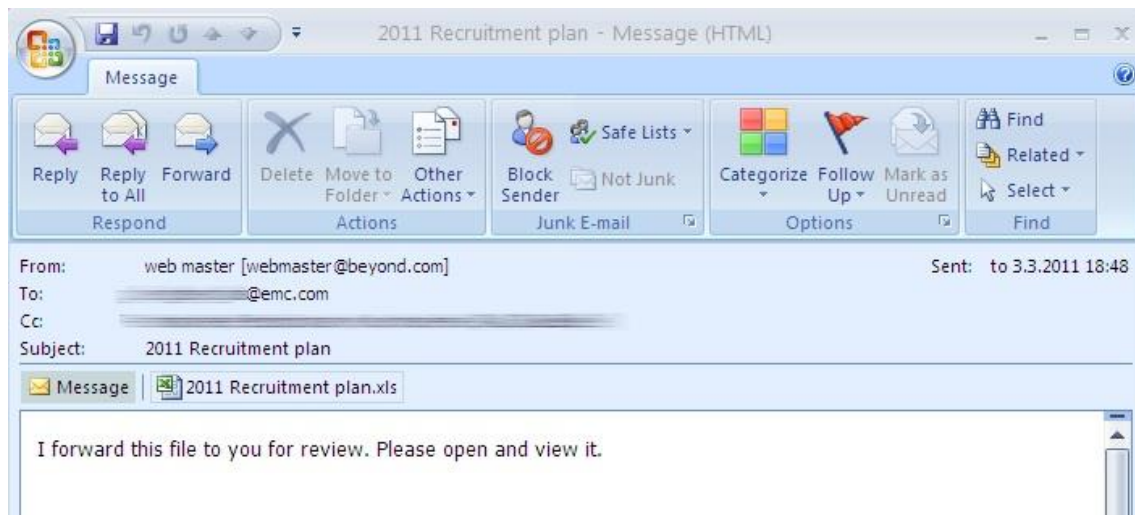 2011 Recruitment plan - Message (HTML)
Message
Reply
Reply to All
Forward
Respond
Delete
Move to Folder
Other Actions
Actions
Block Sender
Safe Lists
Not Junk
Junk E-mail
Categorize
Follow Up
Mark as Unread
Options
Find
Related
Select
Find
From: web master [webmaster@beyond.com] Sent: to 3.3.2011 18:48
To: @emc.com
Cc:
Subject: 2011 Recruitment plan
Message 2011 Recruitment plan.xls
I forward this file to you for review. Please open and view it.